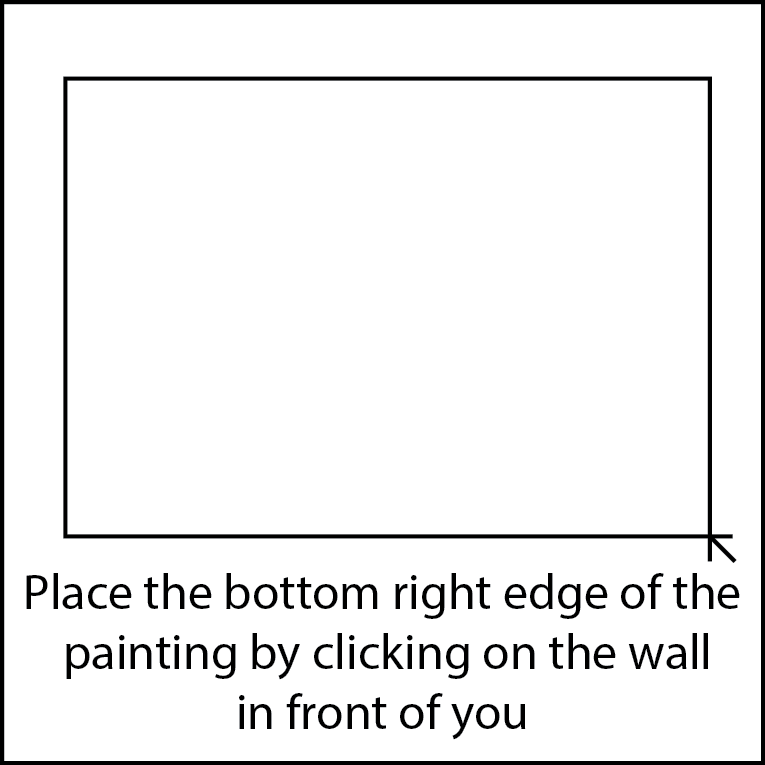 Place the bottom right edge of the
painting by clicking on the wall
in front of you